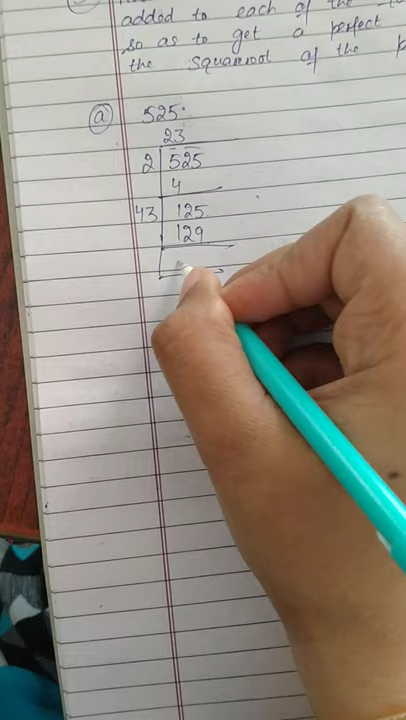 added to each of the
so as to get a perfect
the squareroot of the
(a) 525.
23
2 525
4
43 125
129